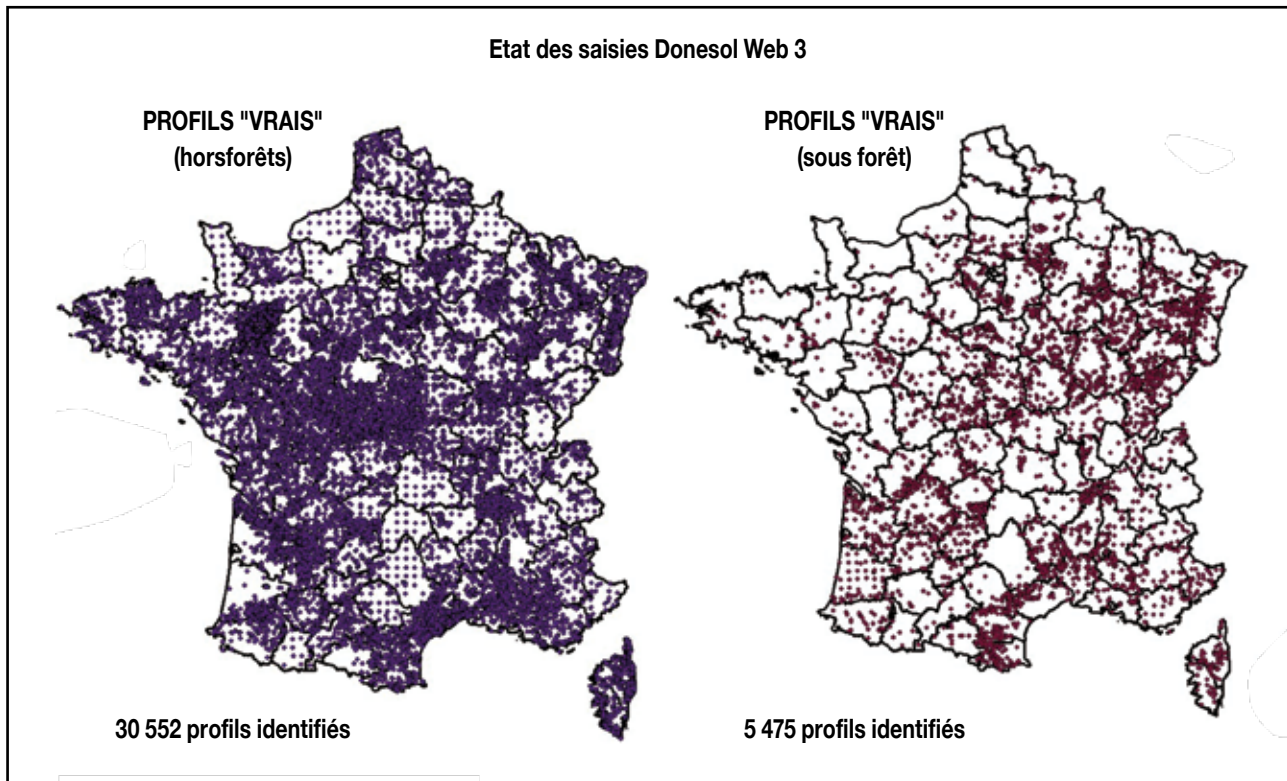 Etat des saisies Donesol Web 3
PROFILS "VRAIS"
(horsforêts)
30 552 profils identifiés
PROFILS "VRAIS"
(sous forêt)
5 475 profils identifiés